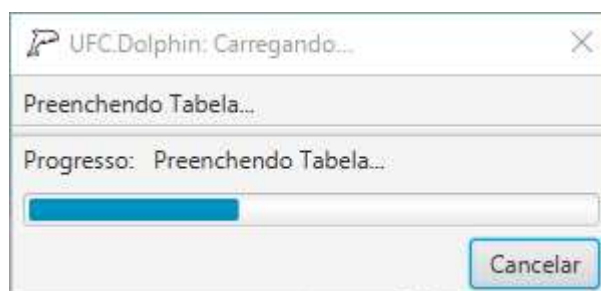 UFC.Dolphin: Carregando...
Preenchendo Tabela...
Progresso: Preenchendo Tabela...
Cancelar